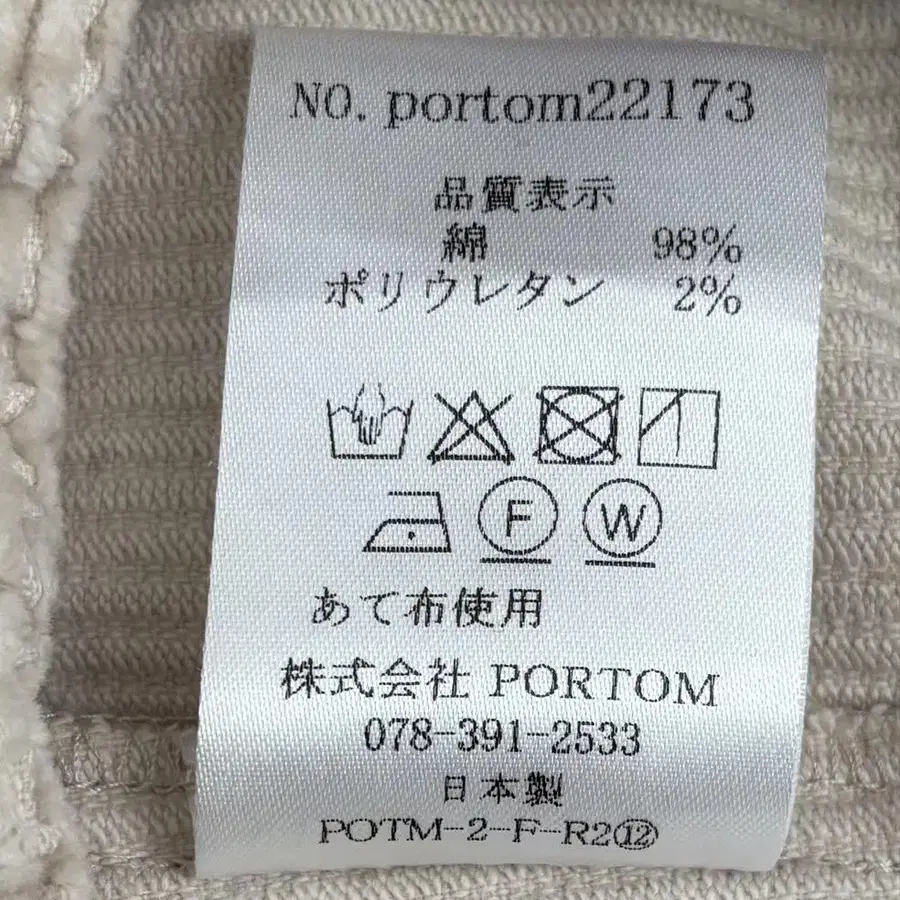 NO. portom22173
品質表示
綿 98%
ポリウレタン 2%
F W
あて布使用
株式会社 PORTOM
078-391-2533
日本製
POTM-2-F-R2⑫